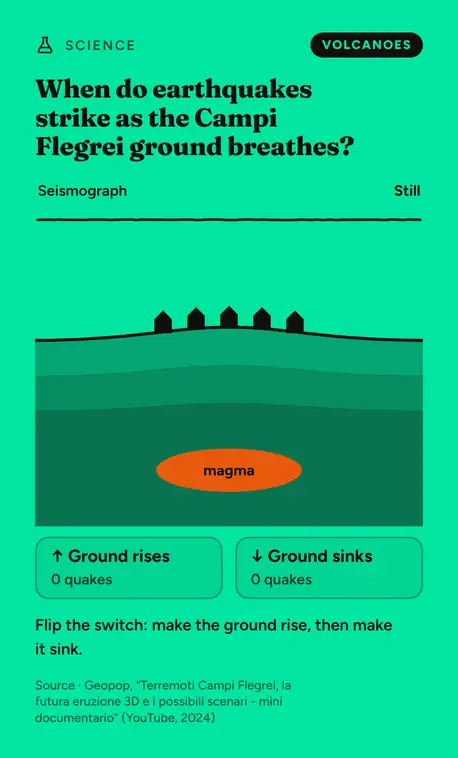 SCIENCE
VOLCANOES
When do earthquakes
strike as the Campi
Flegrei ground breathes?
Seismograph
Still
magma
↑ Ground rises
0 quakes
↓ Ground sinks
0 quakes
Flip the switch: make the ground rise, then make
it sink.
Source · Geopop, “Terremoti Campi Flegrei, la
futura eruzione 3D e i possibili scenari - mini
documentario” (YouTube, 2024)